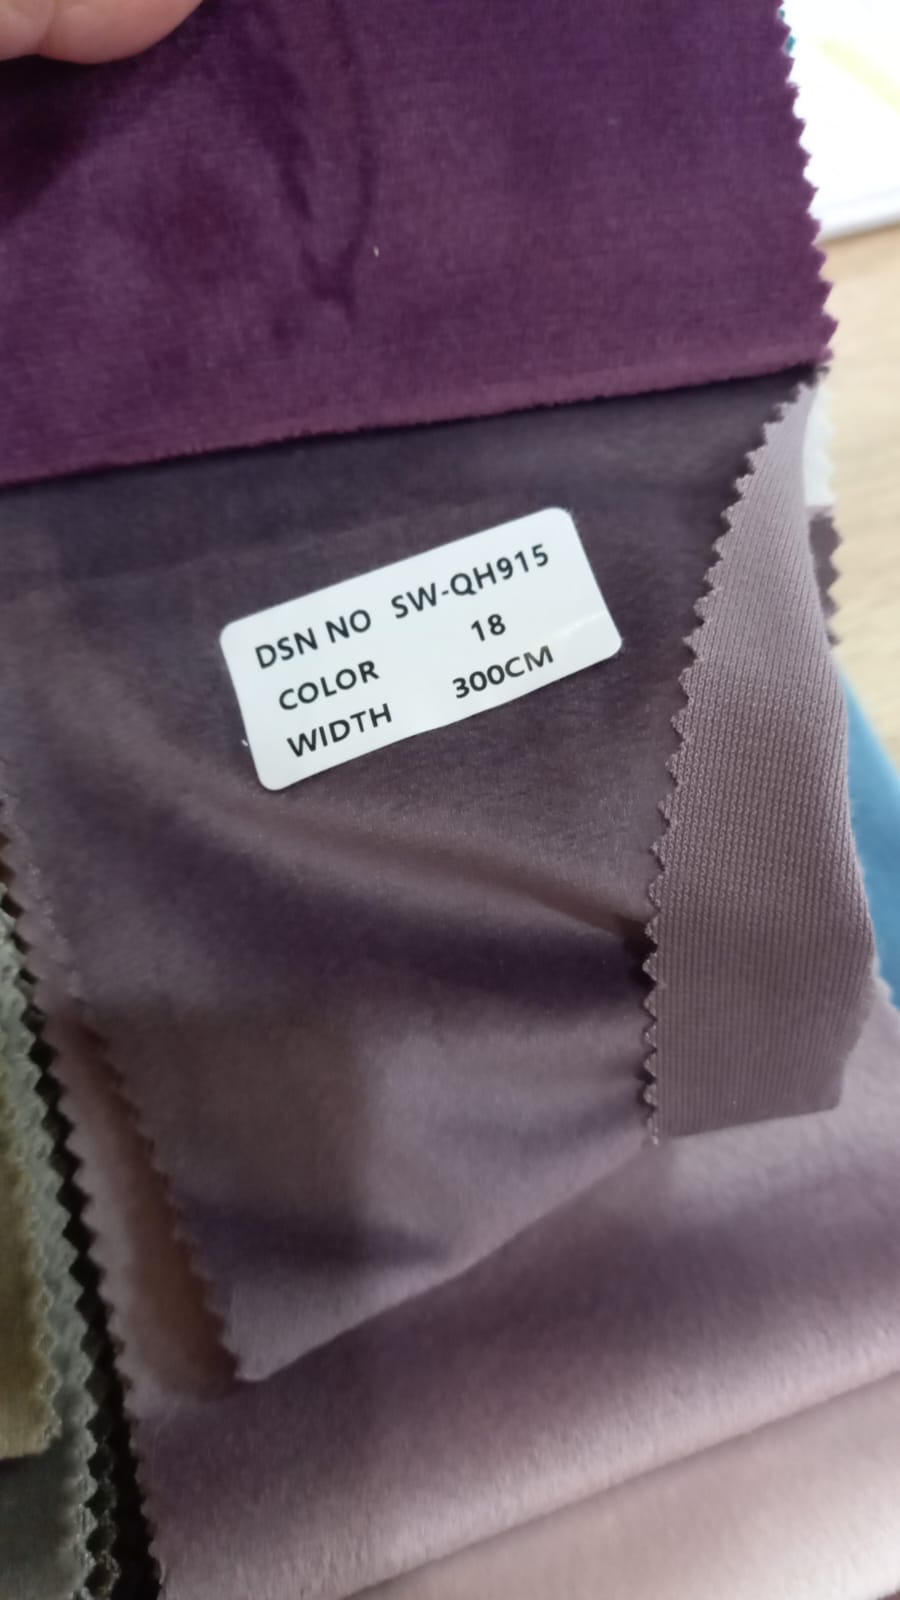 DSN NO SW-QH915
COLOR 18
WIDTH 300CM